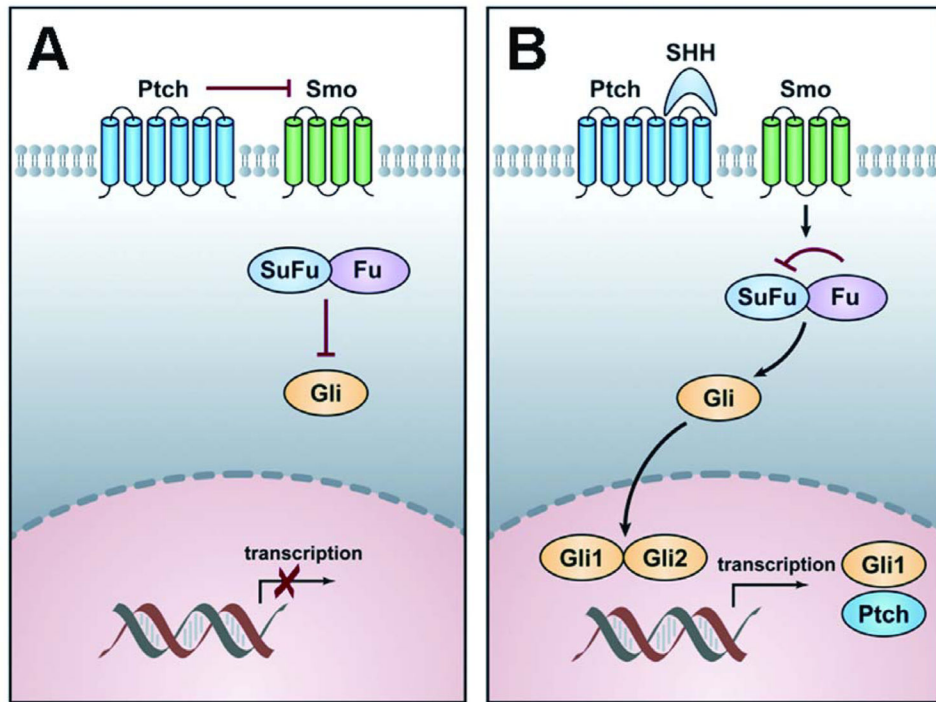 A
Ptch
Smo
SuFu
Fu
Gli
transcription
B
SHH
Ptch
Smo
SuFu
Fu
Gli
Gli1
Gli2
transcription
Gli1
Ptch